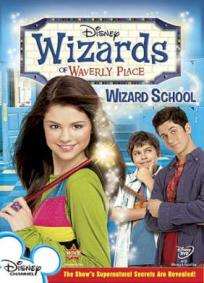 Disney
Wizards
OF WAVERLY PLACE
WIZARD SCHOOL
Disney
CHANNEL
DVD
The Show's Supernatural Secrets Are Revealed!